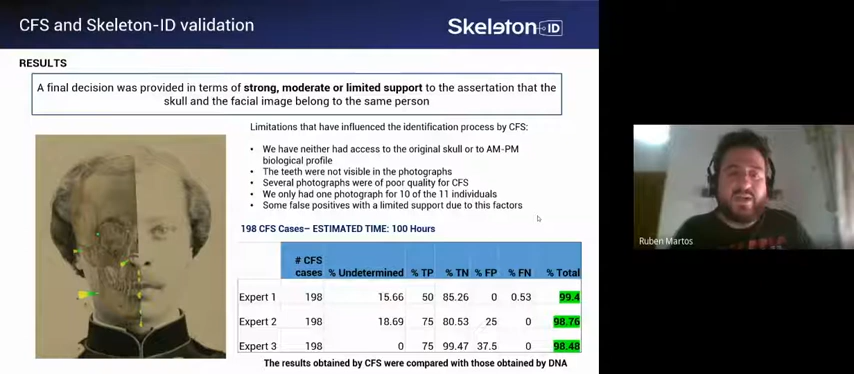 CFS and Skeleton-ID validation
Skeleton ID
RESULTS
A final decision was provided in terms of strong, moderate or limited support to the assertion that the
skull and the facial image belong to the same person
Limitations that have influenced the identification process by CFS:
• We have neither had access to the original skull or to AM-PM
biological profile
• The teeth were not visible in the photographs
• Several photographs were of poor quality for CFS
• We only had one photograph for 10 of the 11 individuals
• Some false positives with a limited support due to this factors
198 CFS Cases– ESTIMATED TIME: 100 Hours
# CFS cases % Undetermined % TP % TN % FP % FN % Total
Expert 1 198 15.66 50 85.26 0 0.53 99.4
Expert 2 198 18.69 75 80.53 25 0 98.76
Expert 3 198 0 75 99.47 37.5 0 98.48
The results obtained by CFS were compared with those obtained by DNA
Ruben Martos